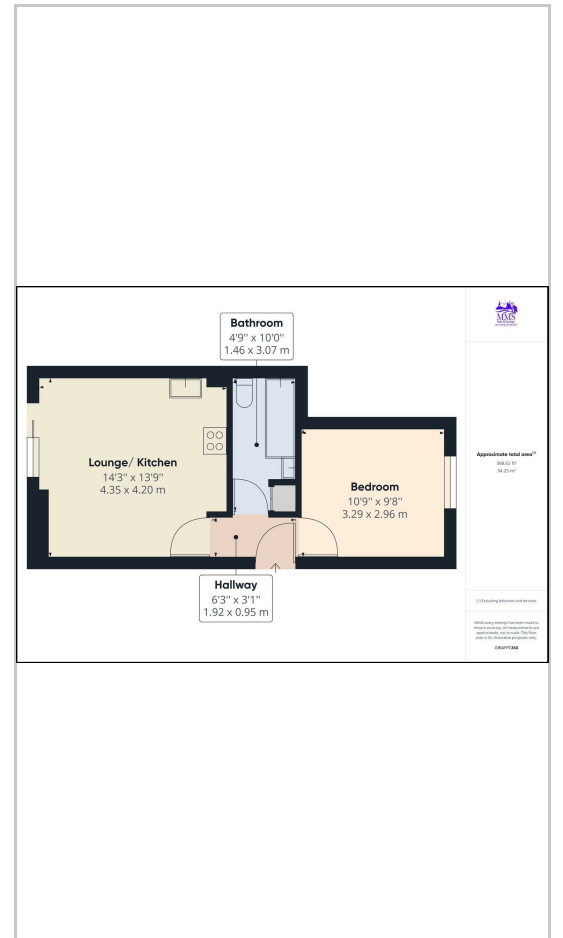 Bathroom
4'9" x 10'0"
1.46 x 3.07 m
Lounge/ Kitchen
14'3" x 13'9"
4.35 x 4.20 m
Bedroom
10'9" x 9'8"
3.29 x 2.96 m
Hallway
6'3" x 3'1"
1.92 x 0.95 m
MMS
Approximate total area(1)
368.62 ft²
34.25 m²
(1) Excluding balconies and terraces
While every attempt has been made to
ensure accuracy, all measurements are
approximate, not to scale. This floor
plan is for illustrative purposes only.
GIRAFFE360